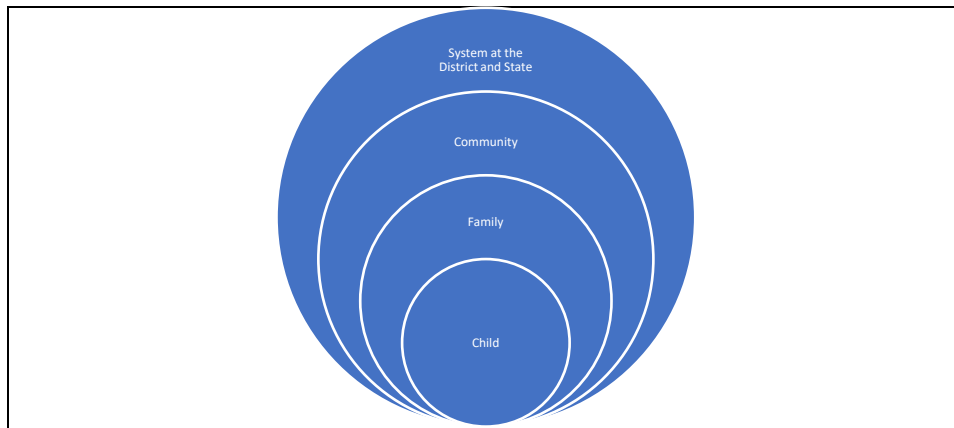 System at the
District and State
Community
Family
Child